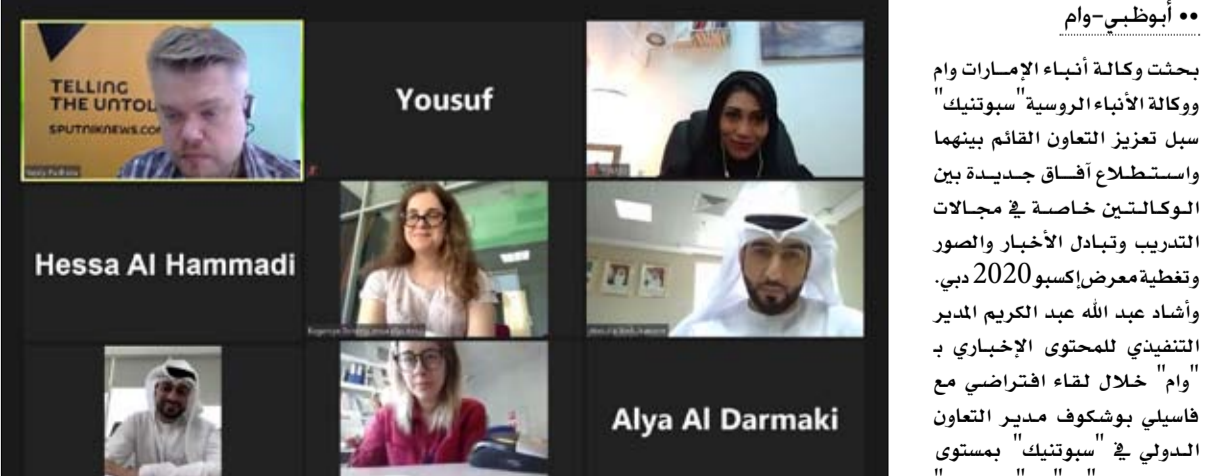 •• أبوظبي-وام
بحثت وكالة أنباء الإمارات وام
ووكالة الأنباء الروسية "سبوتنيك"
سبل تعزيز التعاون القائم بينهما
واستطلاع آفاق جديدة بين
الوكالتين خاصة في مجالات
التدريب وتبادل الأخبار والصور
وتغطية معرض إكسبو 2020 دبي.
وأشاد عبد الله عبد الكريم المدير
التنفيذي للمحتوى الإخباري بـ
"وام" خلال لقاء افتراضي مع
فاسيلي بوشكوف مدير التعاون
الدولي في "سبوتنيك" بمستوى
TELLING
THE UNTOL
SPUTNIKNEWS.CO
Yousuf
Hessa Al Hammadi
Alya Al Darmaki